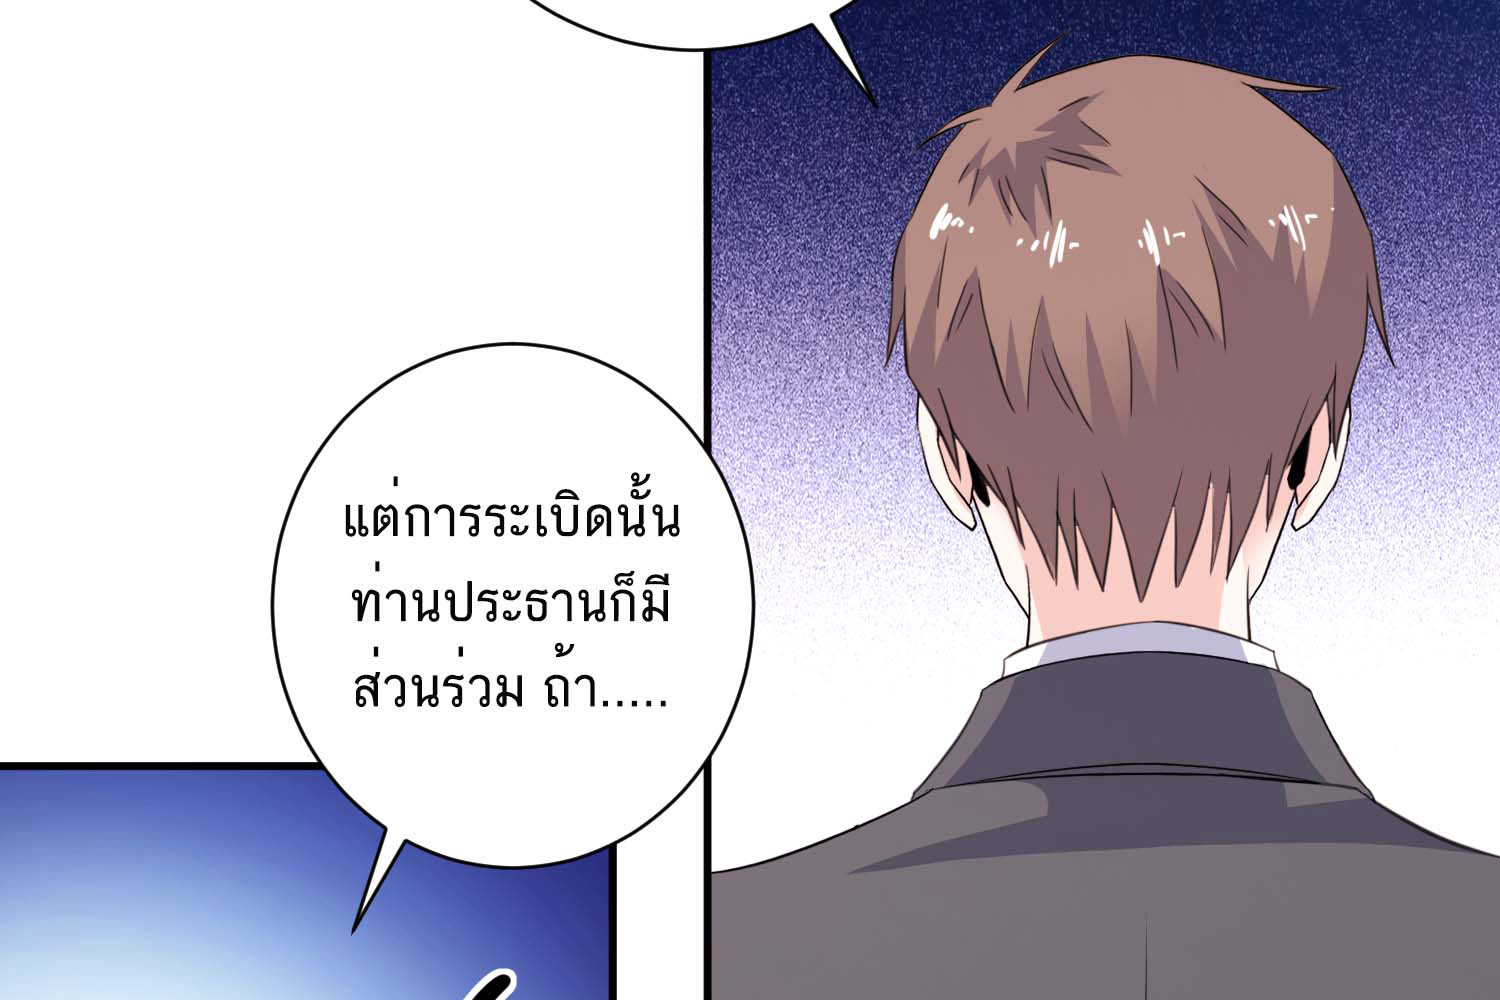 แต่การระเบิดนั้น
ท่านประธานก็มี
ส่วนร่วม ถ้า.....